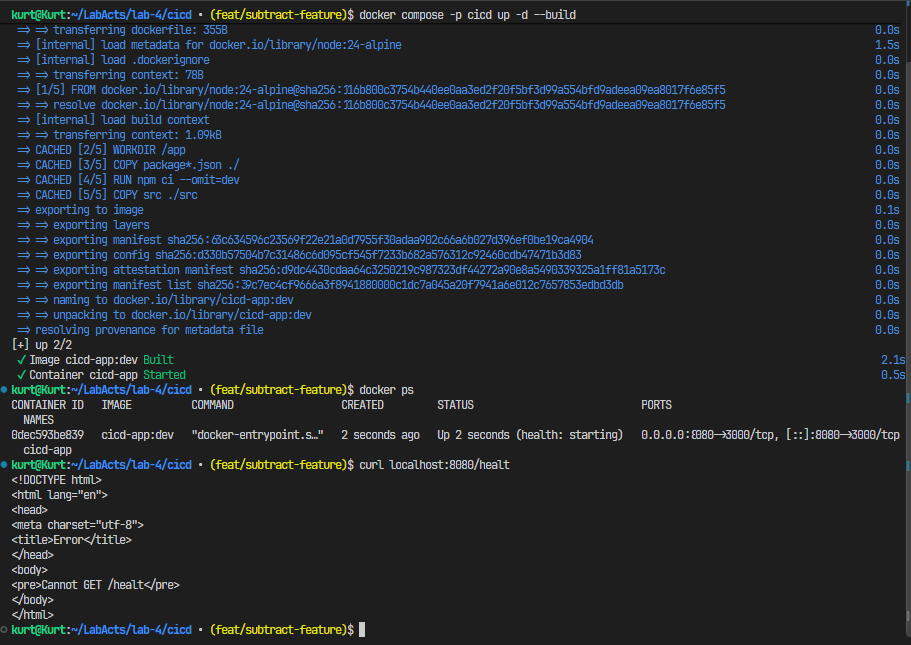 kurt@Kurt:~/LabActs/lab-4/cicd • (feat/subtract-feature)$ docker compose -p cicd up -d --build
=> => transferring dockerfile: 355B 0.0s
=> [internal] load metadata for docker.io/library/node:24-alpine 1.5s
=> [internal] load .dockerignore 0.0s
=> => transferring context: 78B 0.0s
=> [1/5] FROM docker.io/library/node:24-alpine@sha256:116b800c3754b440ee0aa3ed2f20f5bf3d99a554bfd9adeea09ea8017f6e85f5 0.0s
=> => resolve docker.io/library/node:24-alpine@sha256:116b800c3754b440ee0aa3ed2f20f5bf3d99a554bfd9adeea09ea8017f6e85f5 0.0s
=> [internal] load build context 0.0s
=> => transferring context: 1.09kB 0.0s
=> CACHED [2/5] WORKDIR /app 0.0s
=> CACHED [3/5] COPY package*.json ./ 0.0s
=> CACHED [4/5] RUN npm ci --omit=dev 0.0s
=> CACHED [5/5] COPY src ./src 0.0s
=> exporting to image 0.1s
=> => exporting layers 0.0s
=> => exporting manifest sha256:63c634596c23569f22e21a0d7955f30adaa902c66a6b027d396ef0be19ca4904 0.0s
=> => exporting config sha256:d330b57504b7c31486c6d095cf545f7233b682a576312c92460cdb47471b3d83 0.0s
=> => exporting attestation manifest sha256:d9dc4430cdaa64c3250219c987323df44272a90e8a5490339325a1ff81a5173c 0.0s
=> => exporting manifest list sha256:39c7ec4cf9666a3f8941880000c1dc7a045a20f7941a6e012c7657853edbd3db 0.0s
=> => naming to docker.io/library/cicd-app:dev 0.0s
=> => unpacking to docker.io/library/cicd-app:dev 0.0s
=> resolving provenance for metadata file 0.0s
[+] up 2/2
✓ Image cicd-app:dev Built 2.1s
✓ Container cicd-app Started 0.5s
kurt@Kurt:~/LabActs/lab-4/cicd • (feat/subtract-feature)$ docker ps
CONTAINER ID IMAGE COMMAND CREATED STATUS PORTS
NAMES
0dec593be839 cicd-app:dev "docker-entrypoint.s…" 2 seconds ago Up 2 seconds (health: starting) 0.0.0.0:8080->3000/tcp, [::]:8080->3000/tcp
cicd-app
kurt@Kurt:~/LabActs/lab-4/cicd • (feat/subtract-feature)$ curl localhost:8080/healt
<!DOCTYPE html>
<html lang="en">
<head>
<meta charset="utf-8">
<title>Error</title>
</head>
<body>
<pre>Cannot GET /healt</pre>
</body>
</html>
kurt@Kurt:~/LabActs/lab-4/cicd • (feat/subtract-feature)$